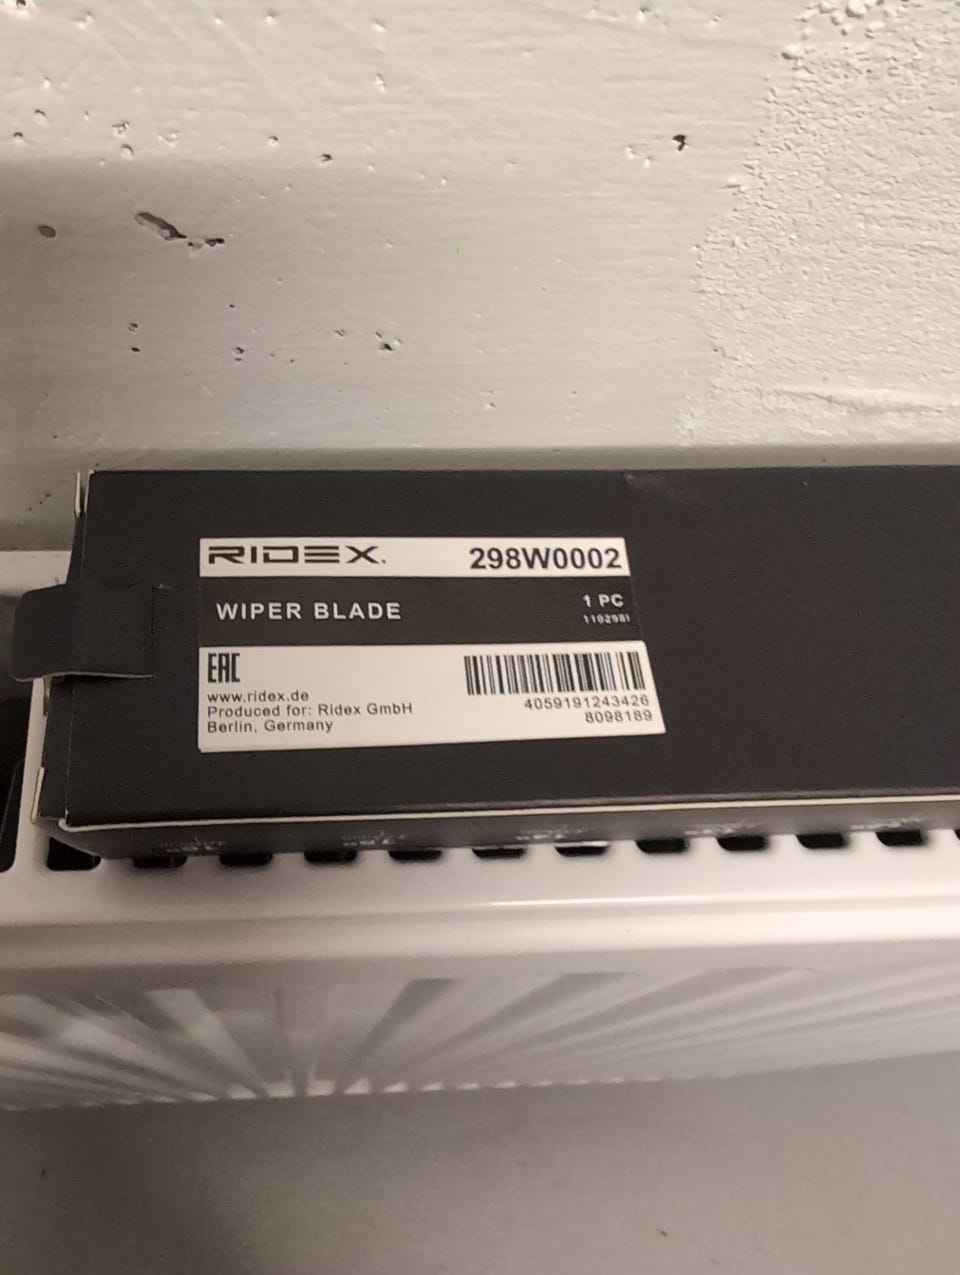 RIDEX.
298W0002
WIPER BLADE
1 PC
1102981
EAC
www.ridex.de
Produced for: Ridex GmbH
Berlin, Germany
4059191243426
8098189